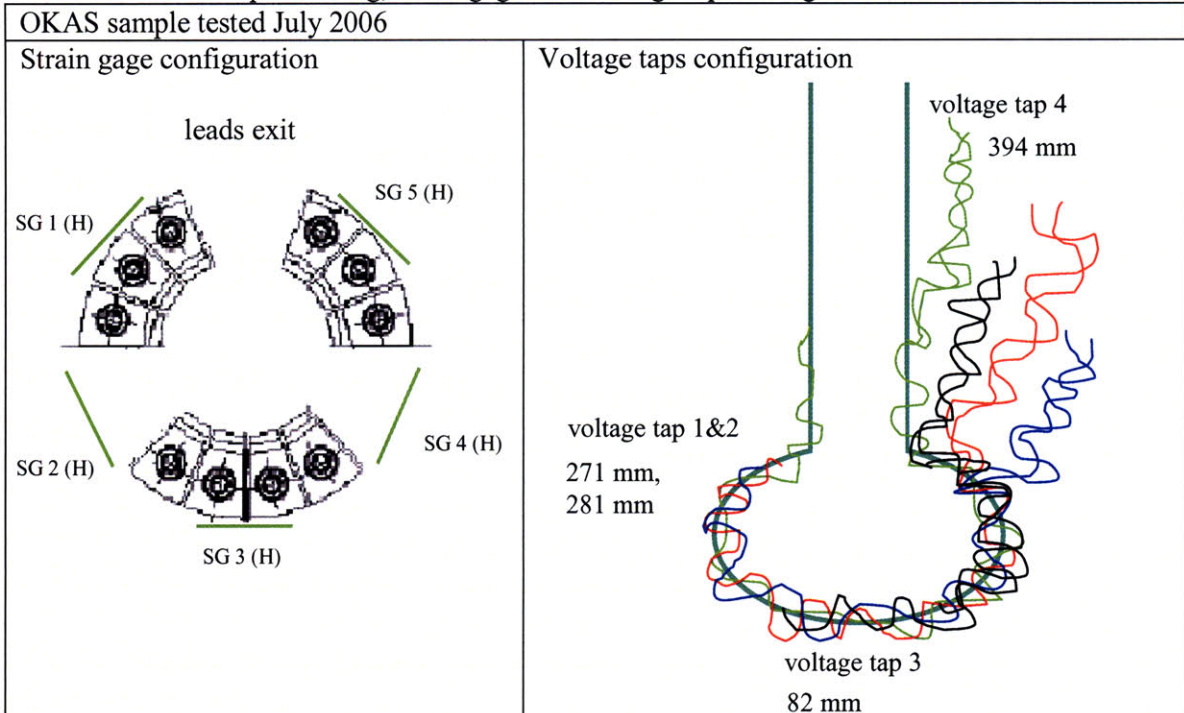 OKAS sample tested July 2006
Strain gage configuration
leads exit
SG 1 (H)
SG 5 (H)
SG 2 (H)
SG 4 (H)
SG 3 (H)
Voltage taps configuration
voltage tap 4
394 mm
voltage tap 1&2
271 mm,
281 mm
voltage tap 3
82 mm